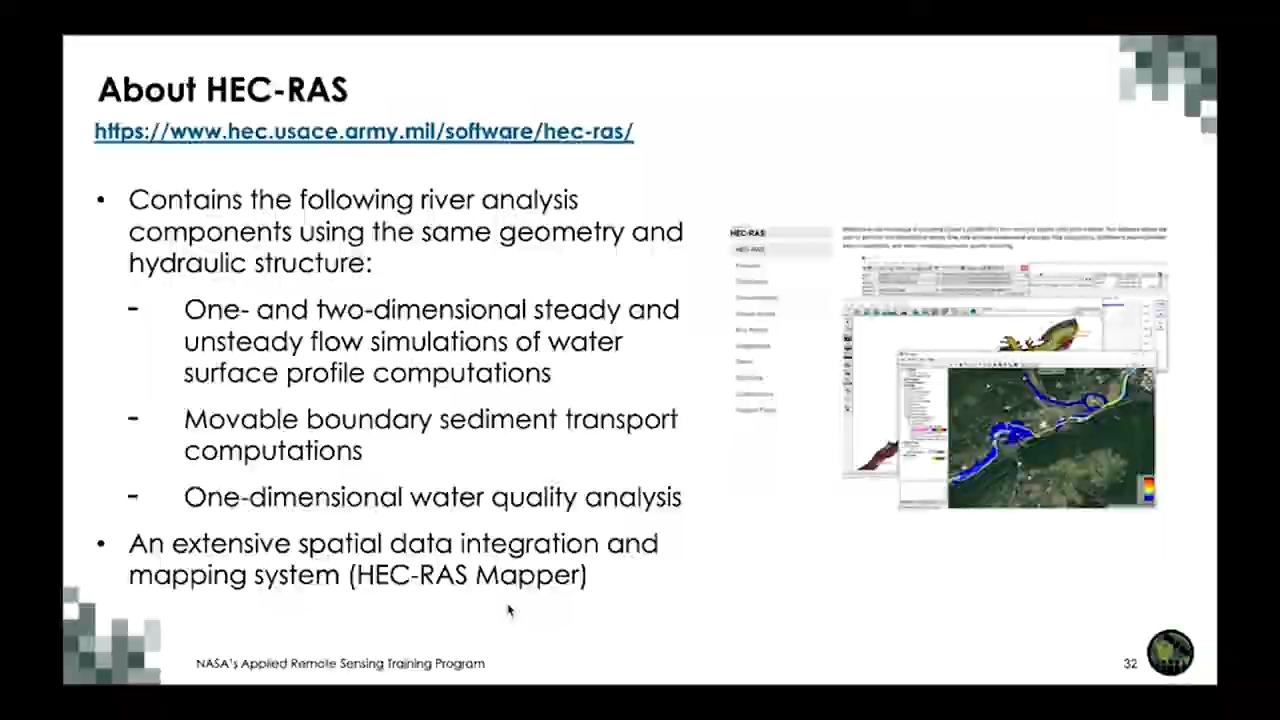 About HEC-RAS
https://www.hec.usace.army.mil/software/hec-ras/
• Contains the following river analysis
components using the same geometry and
hydraulic structure:
- One- and two-dimensional steady and
unsteady flow simulations of water
surface profile computations
- Movable boundary sediment transport
computations
- One-dimensional water quality analysis
• An extensive spatial data integration and
mapping system (HEC-RAS Mapper)
HEC-RAS
HEC-RAS
NASA's Applied Remote Sensing Training Program
32